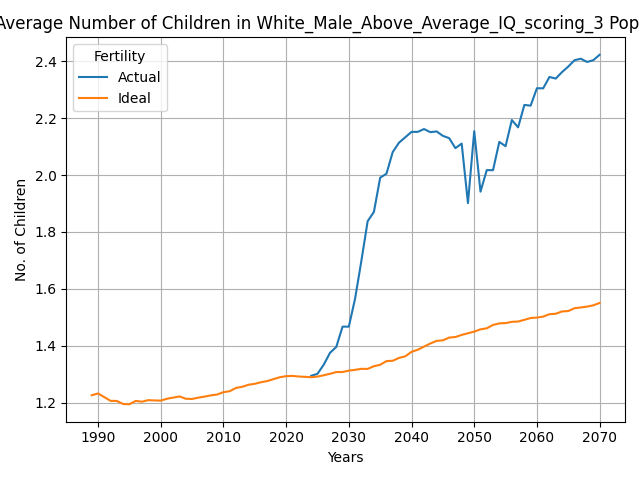 Average Number of Children in White_Male_Above_Average_IQ_scoring_3 Pop
Fertility
Actual
Ideal
No. of Children
2.4
2.2
2.0
1.8
1.6
1.4
1.2
1990 2000 2010 2020 2030 2040 2050 2060 2070
Years